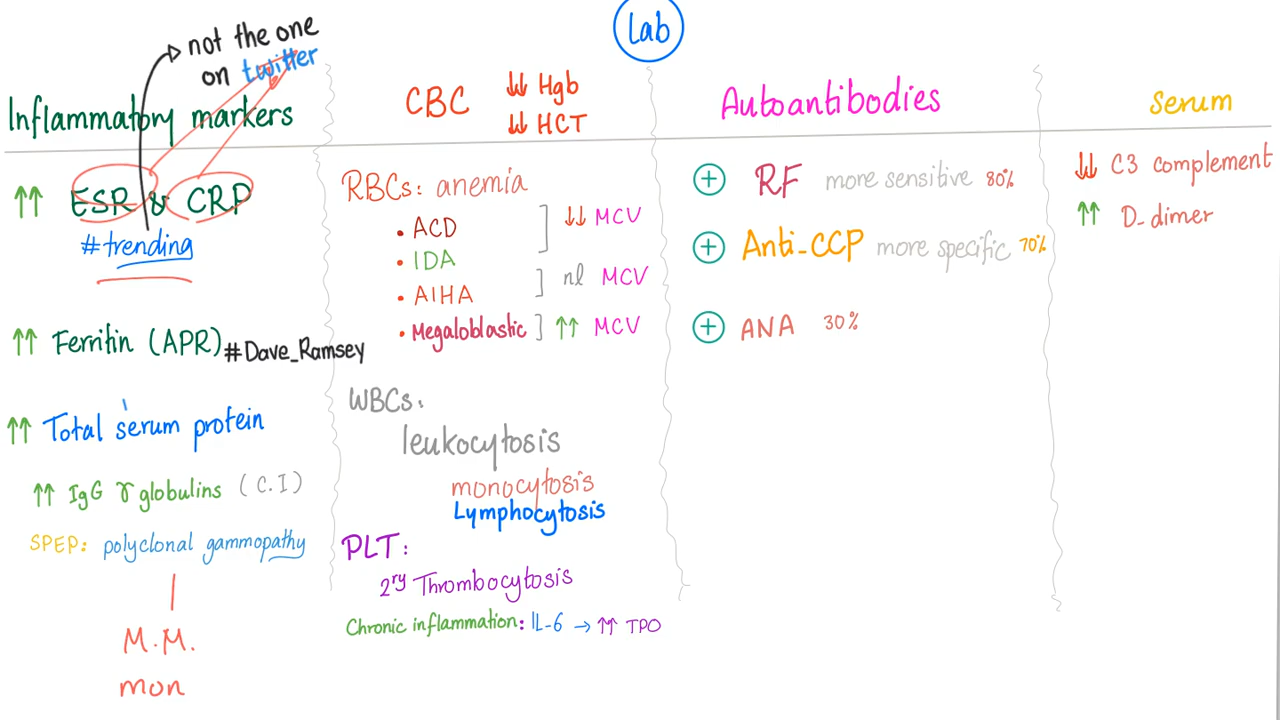 Lab
not the one
on twitter
Inflammatory markers
↑↑ ESR & CRP
#trending
↑↑ Ferritin (APR) #Dave_Ramsey
↑↑ Total serum protein
↑↑ IgG γ globulins (C.I)
SPEP: polyclonal gammopathy
M.M.
mon
CBC
↓↓ Hgb
↓↓ HCT
RBCs: anemia
• ACD
• IDA
↓↓ MCV
• AIHA
nl MCV
• Megaloblastic ] ↑↑ MCV
WBCs:
leukocytosis
monocytosis
Lymphocytosis
PLT:
2ry Thrombocytosis
Chronic inflammation: IL-6 → ↑↑ TPO
Autoantibodies
+ RF more sensitive 80%
+ Anti-CCP more specific 70%
+ ANA 30%
Serum
↓↓ C3 complement
↑↑ D-dimer